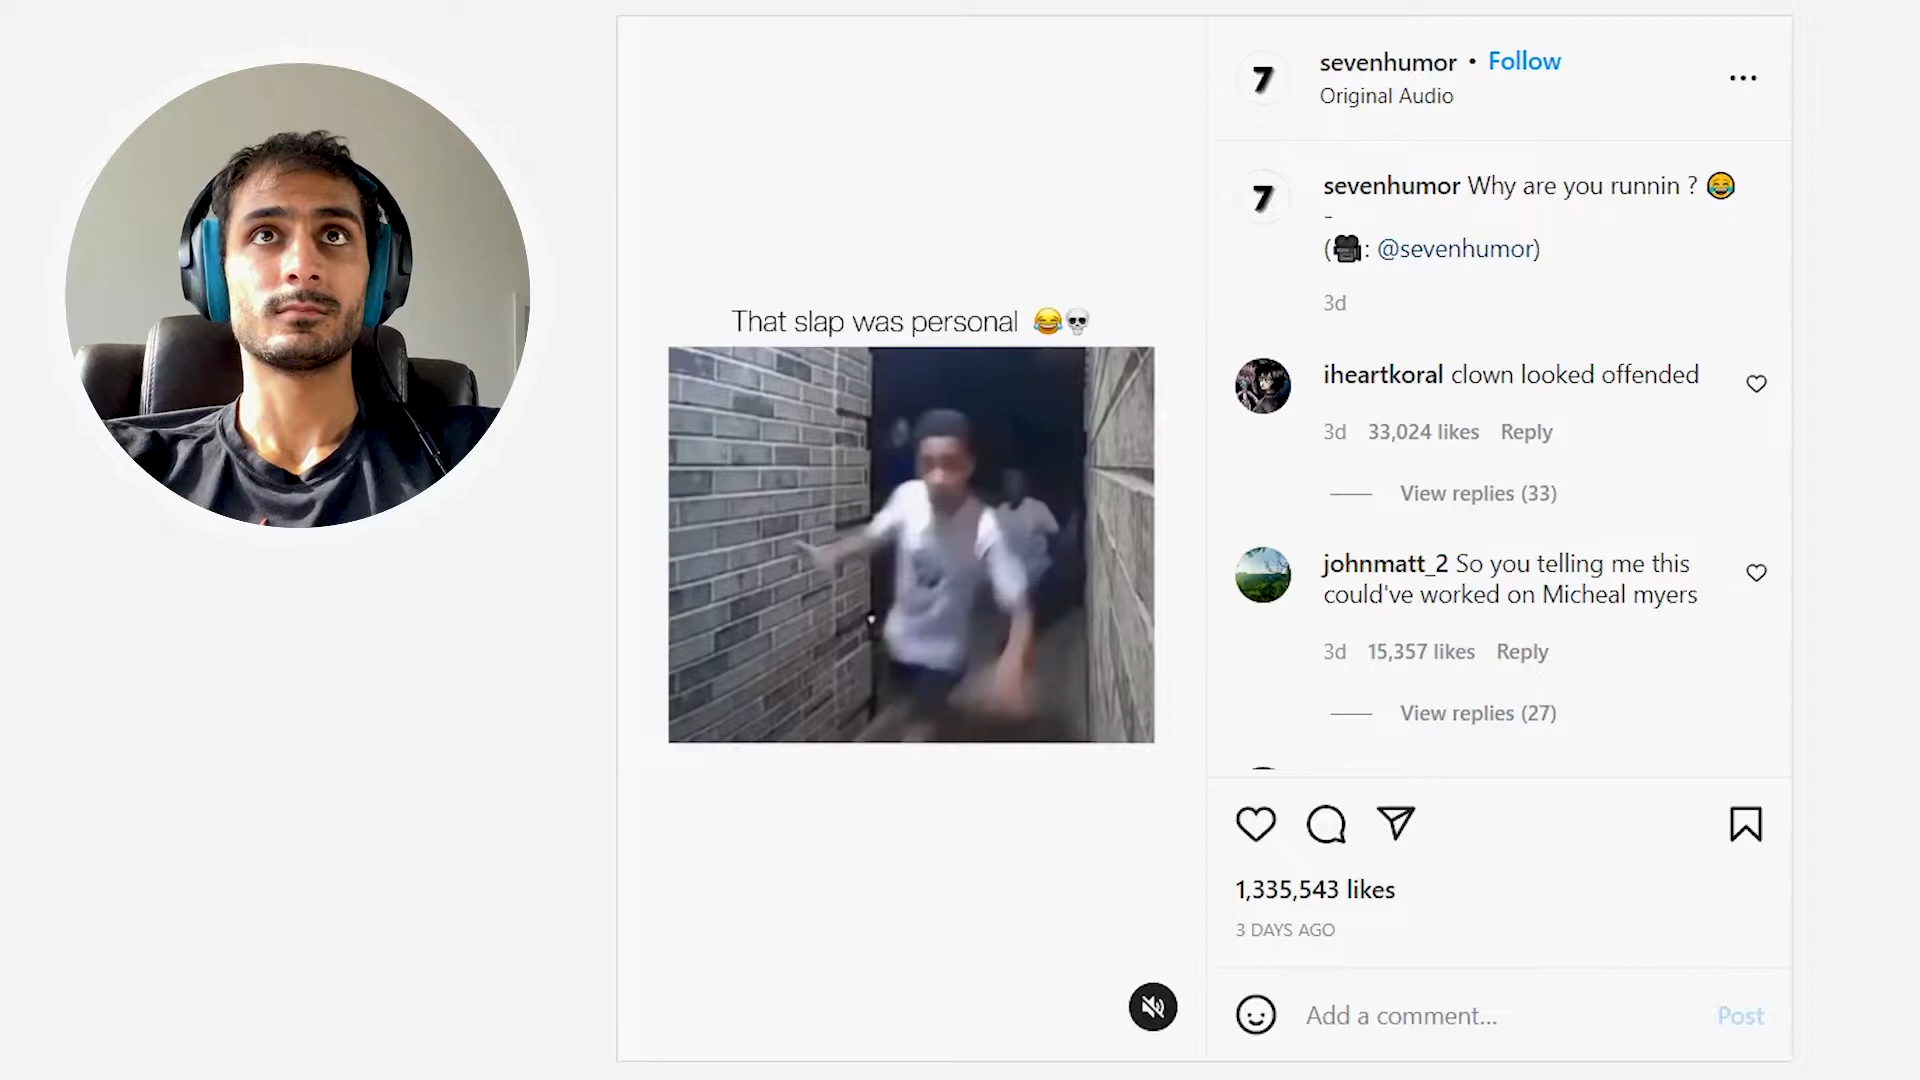 That slap was personal 😂💀
7
sevenhumor • Follow
Original Audio
7
sevenhumor Why are you runnin ? 😂
-
(🎥: @sevenhumor)
3d
iheartkoral clown looked offended
3d 33,024 likes Reply
View replies (33)
johnmatt_2 So you telling me this
could've worked on Micheal myers
3d 15,357 likes Reply
View replies (27)
1,335,543 likes
3 DAYS AGO
Add a comment...
Post